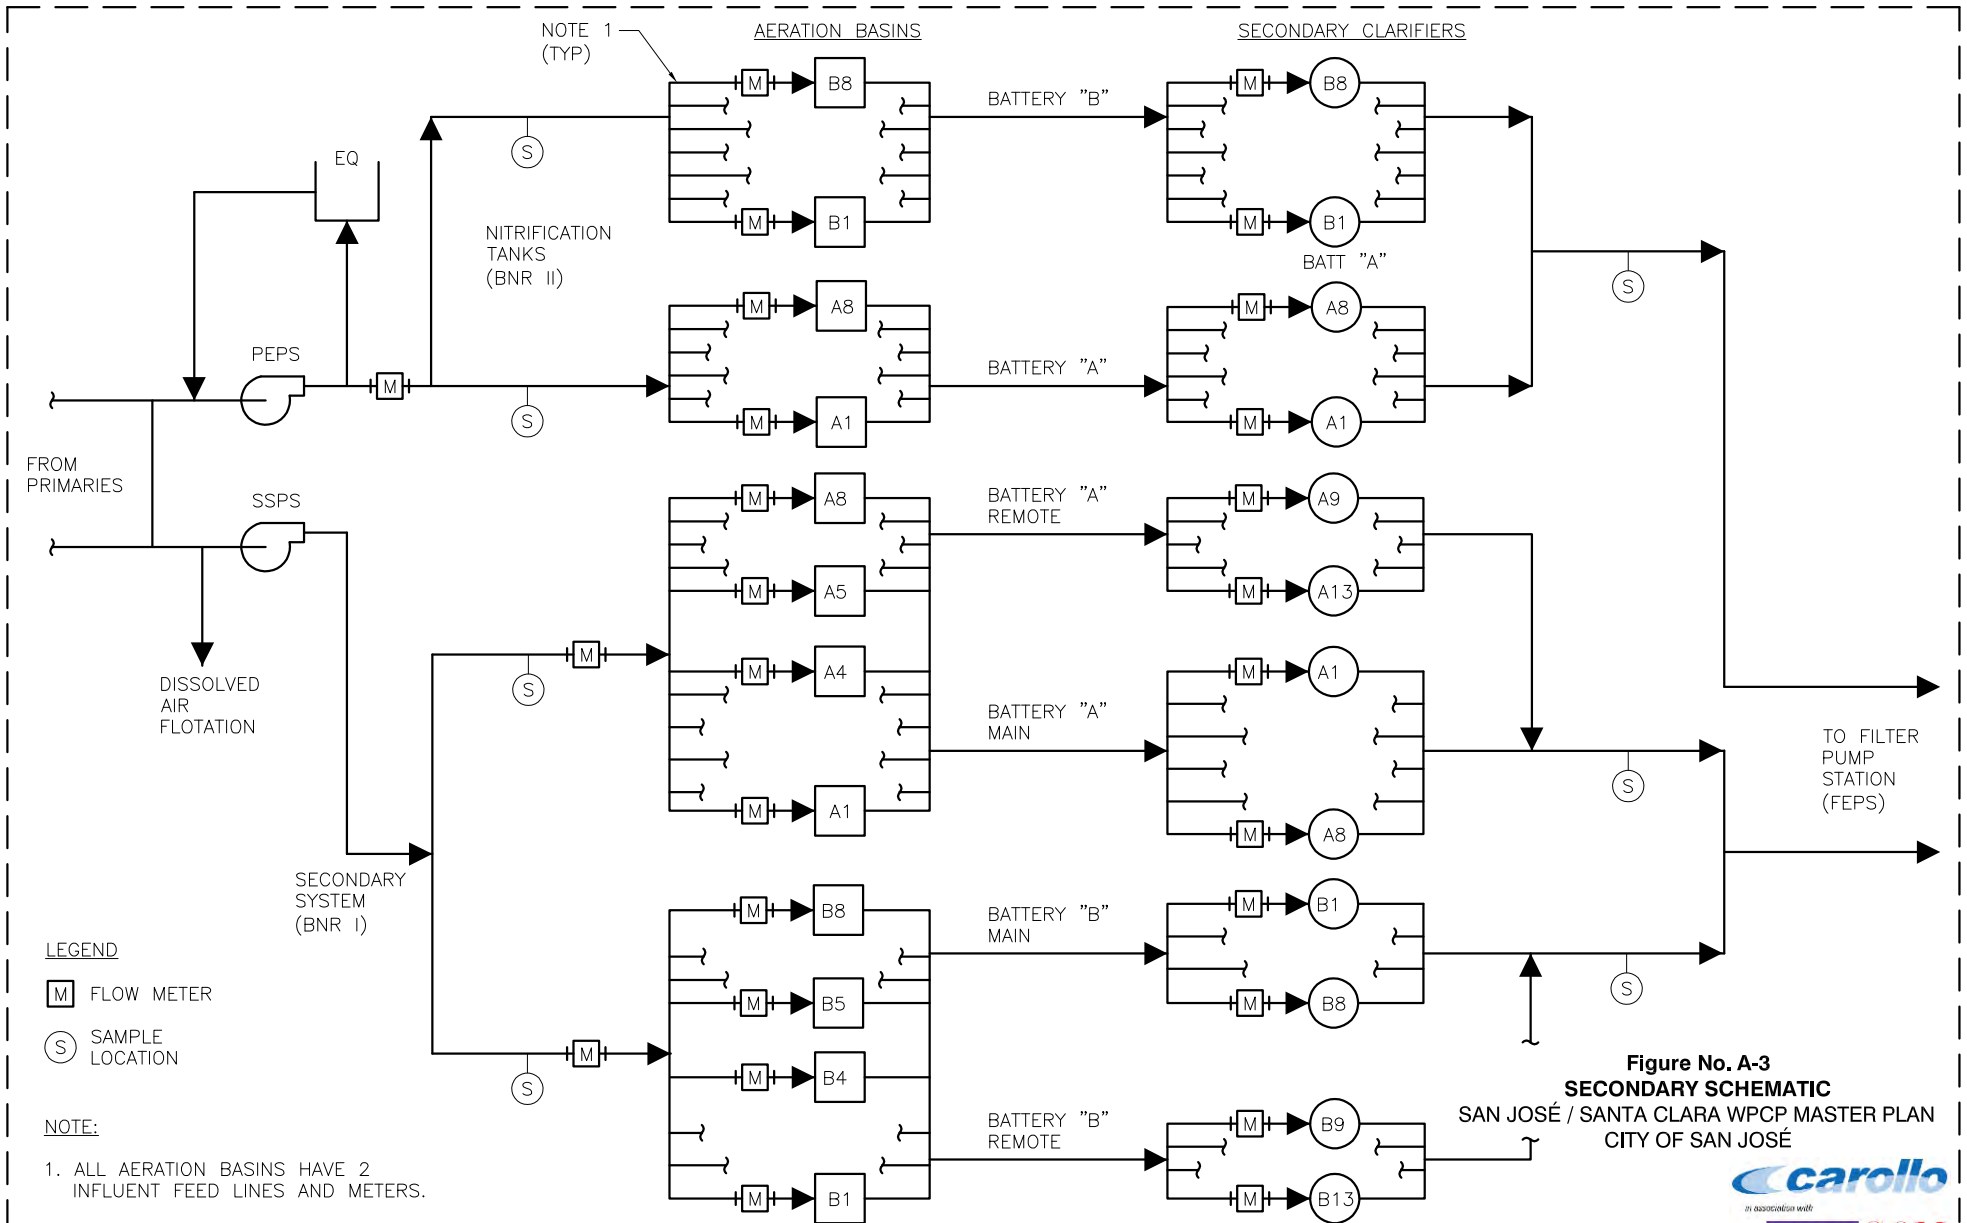 NOTE 1
(TYP)
AERATION BASINS
SECONDARY CLARIFIERS
M
B8
BATTERY "B"
M
B8
S
EQ
M
B1
M
B1
NITRIFICATION
TANKS
(BNR II)
BATT "A"
S
M
A8
M
A8
PEPS
M
BATTERY "A"
S
M
A1
M
A1
FROM
PRIMARIES
SSPS
M
A8
BATTERY "A"
REMOTE
M
A9
M
A5
M
A13
M
S
M
A4
M
A1
DISSOLVED
AIR
FLOTATION
BATTERY "A"
MAIN
S
TO FILTER
PUMP
STATION
(FEPS)
M
A1
M
A8
SECONDARY
SYSTEM
(BNR I)
M
B8
BATTERY "B"
MAIN
M
B1
LEGEND
M FLOW METER
M
B5
M
B8
S
S SAMPLE
LOCATION
M
S
M
B4
Figure No. A-3
SECONDARY SCHEMATIC
SAN JOSÉ / SANTA CLARA WPCP MASTER PLAN
CITY OF SAN JOSÉ
BATTERY "B"
REMOTE
M
B9
NOTE:
1. ALL AERATION BASINS HAVE 2
INFLUENT FEED LINES AND METERS.
M
B1
M
B13
carollo
in association with